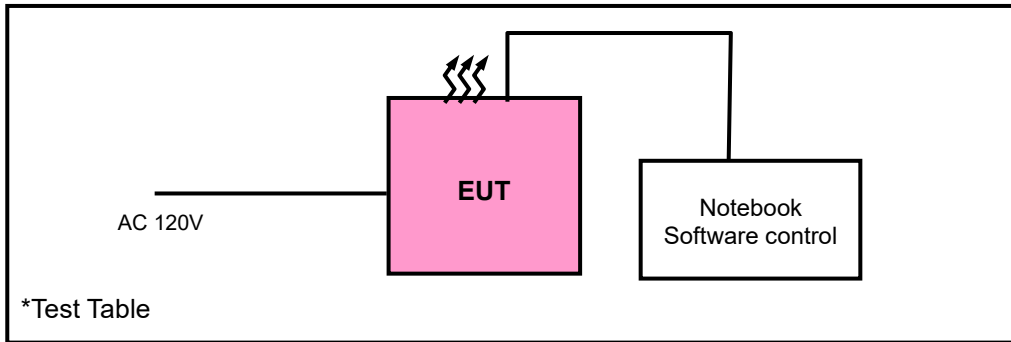 EUT
AC 120V
Notebook
Software control
*Test Table